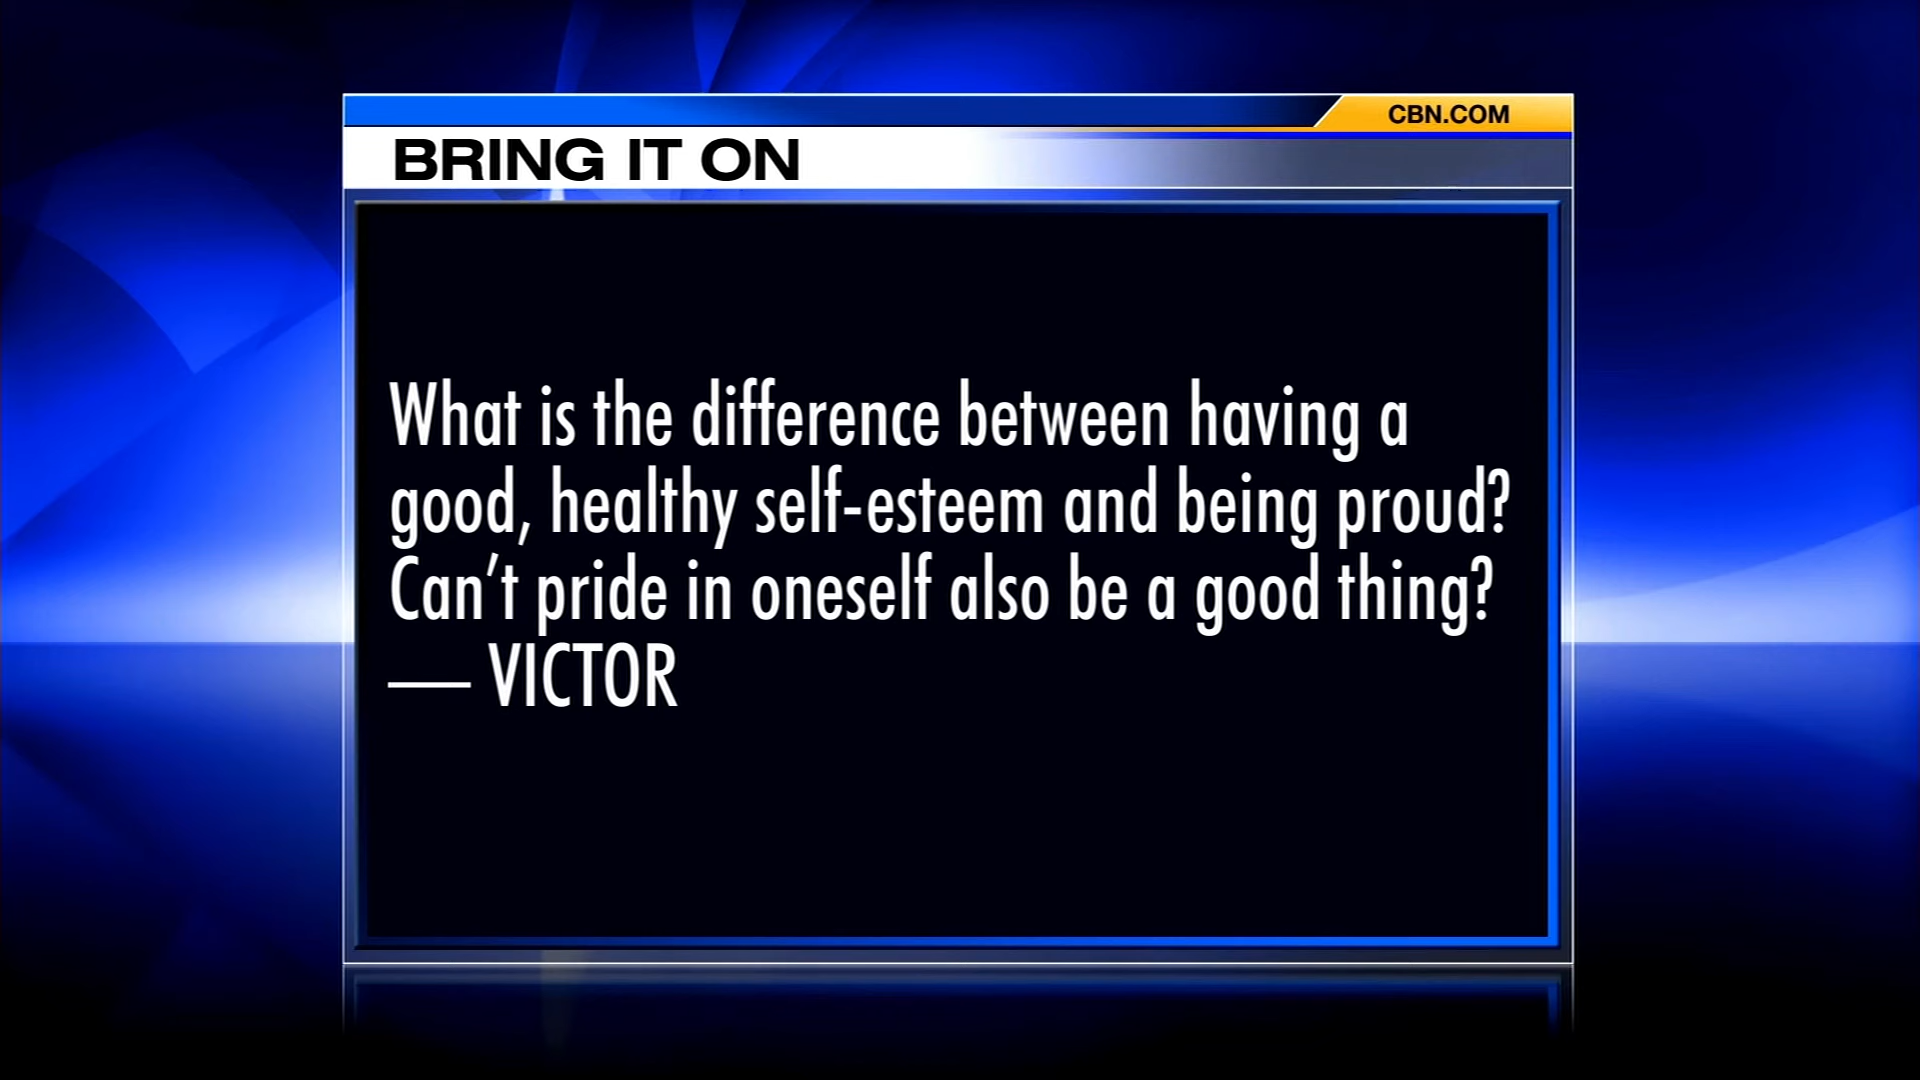 CBN.COM
BRING IT ON
What is the difference between having a
good, healthy self-esteem and being proud?
Can’t pride in oneself also be a good thing?
— VICTOR